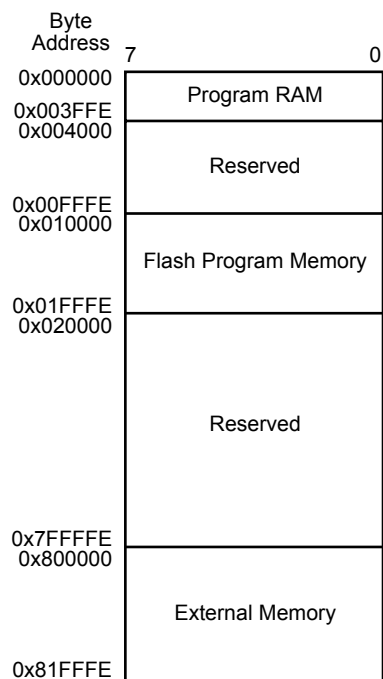 Byte
Address
7 0
0x000000
Program RAM
0x003FFE
0x004000
Reserved
0x00FFFE
0x010000
Flash Program Memory
0x01FFFE
0x020000
Reserved
0x7FFFFE
0x800000
External Memory
0x81FFFE